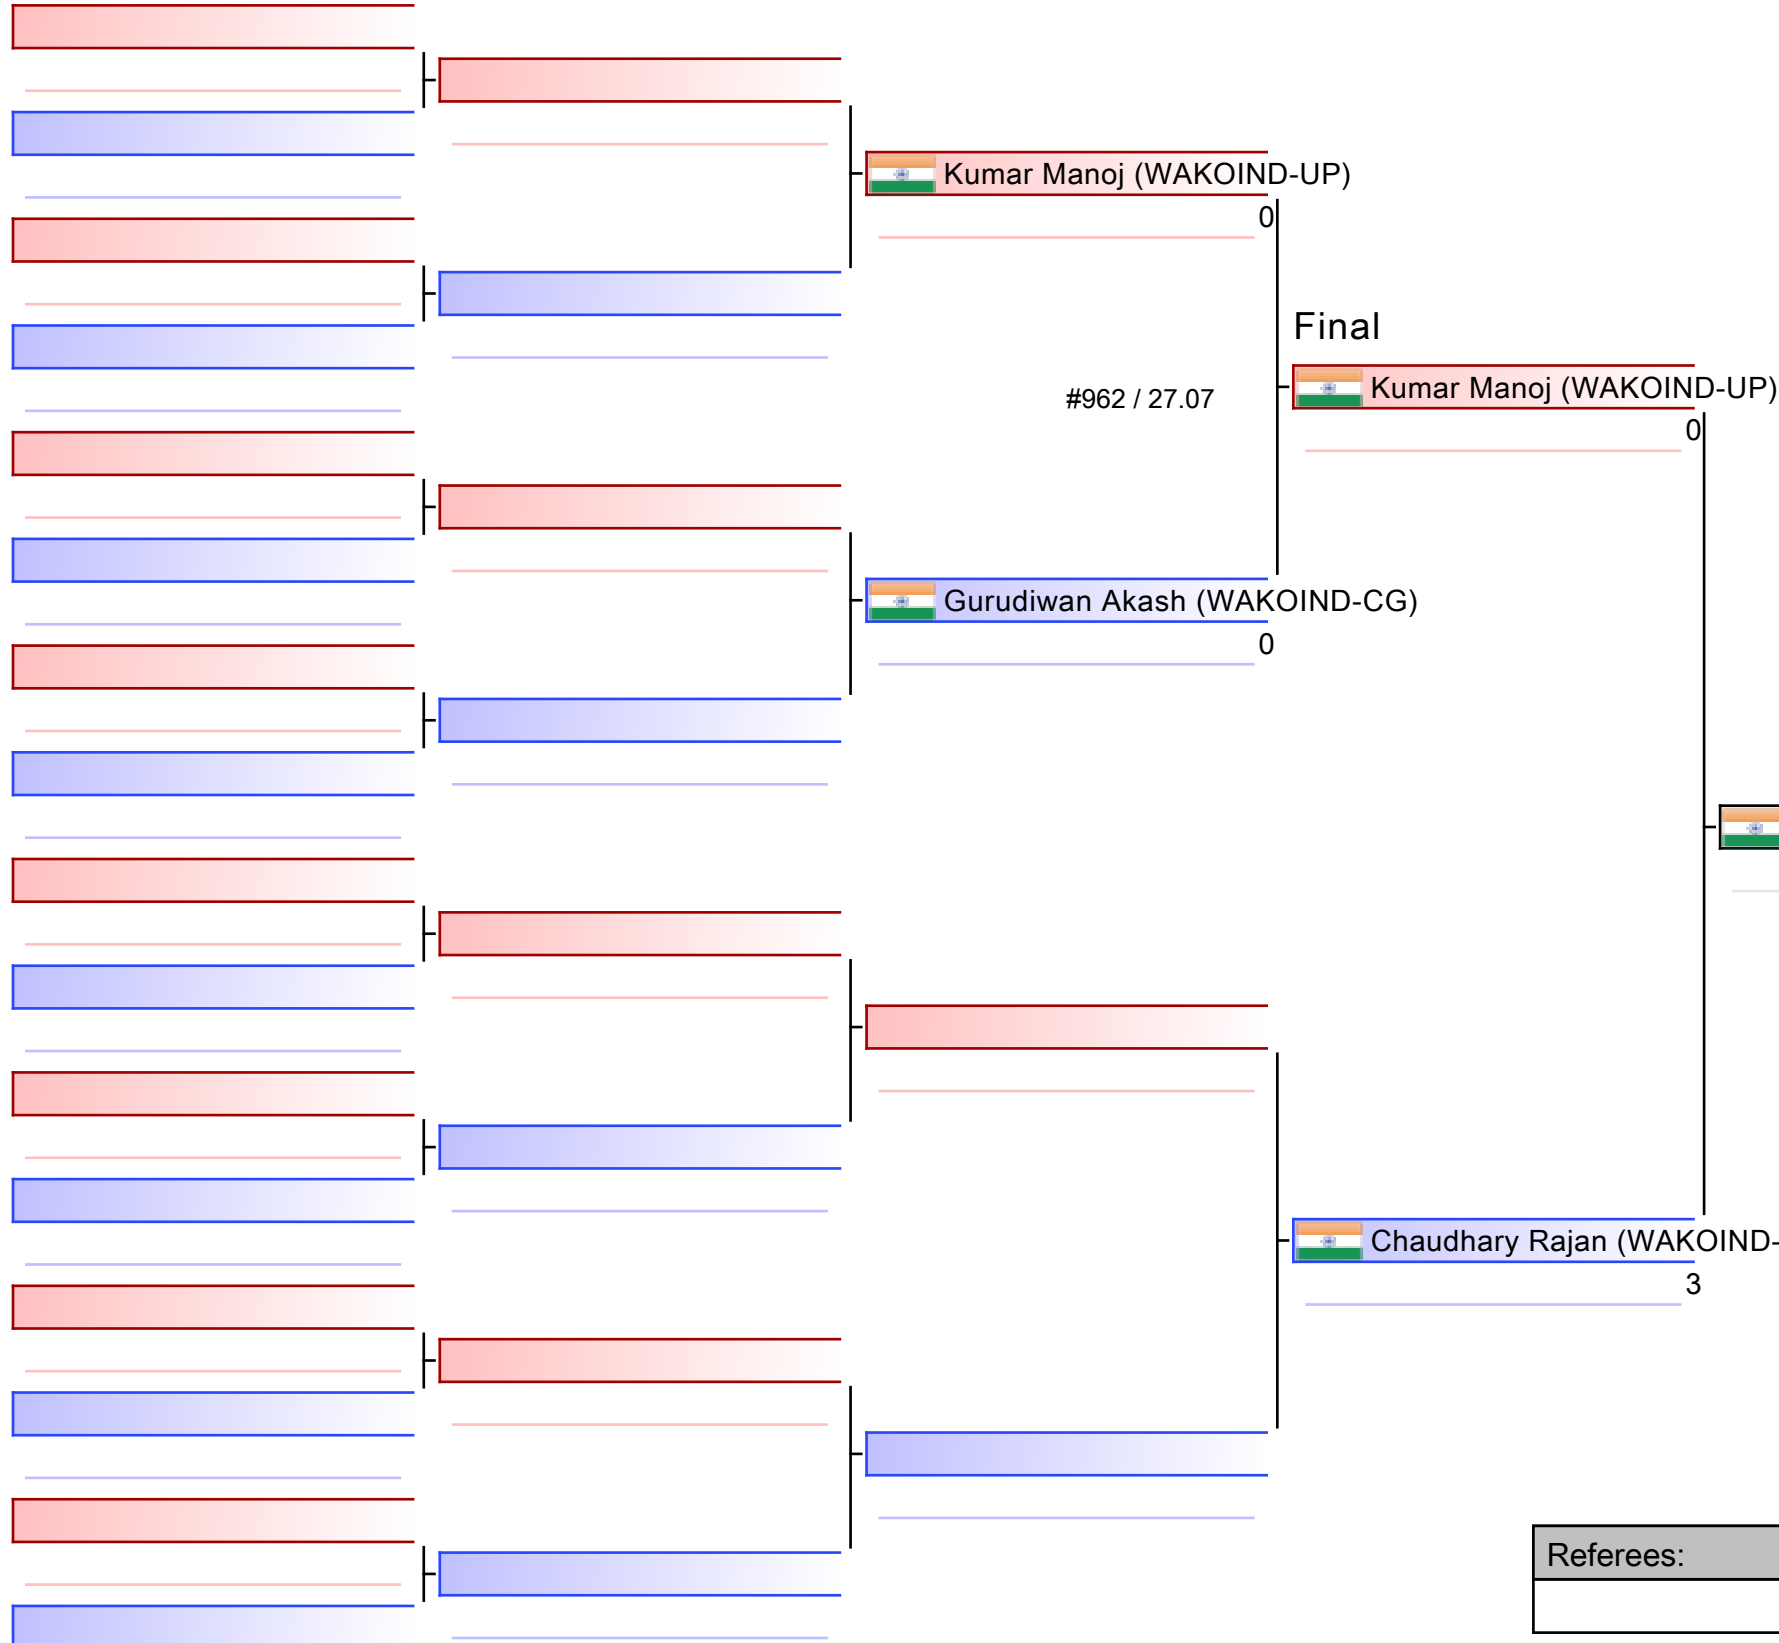 Kumar Manoj (WAKOIND-UP)
0
Final
#962 / 27.07
Kumar Manoj (WAKOIND-UP)
0
Gurudiwan Akash (WAKOIND-CG)
0
Chaudhary Rajan (WAKOIND-
3
Referees: